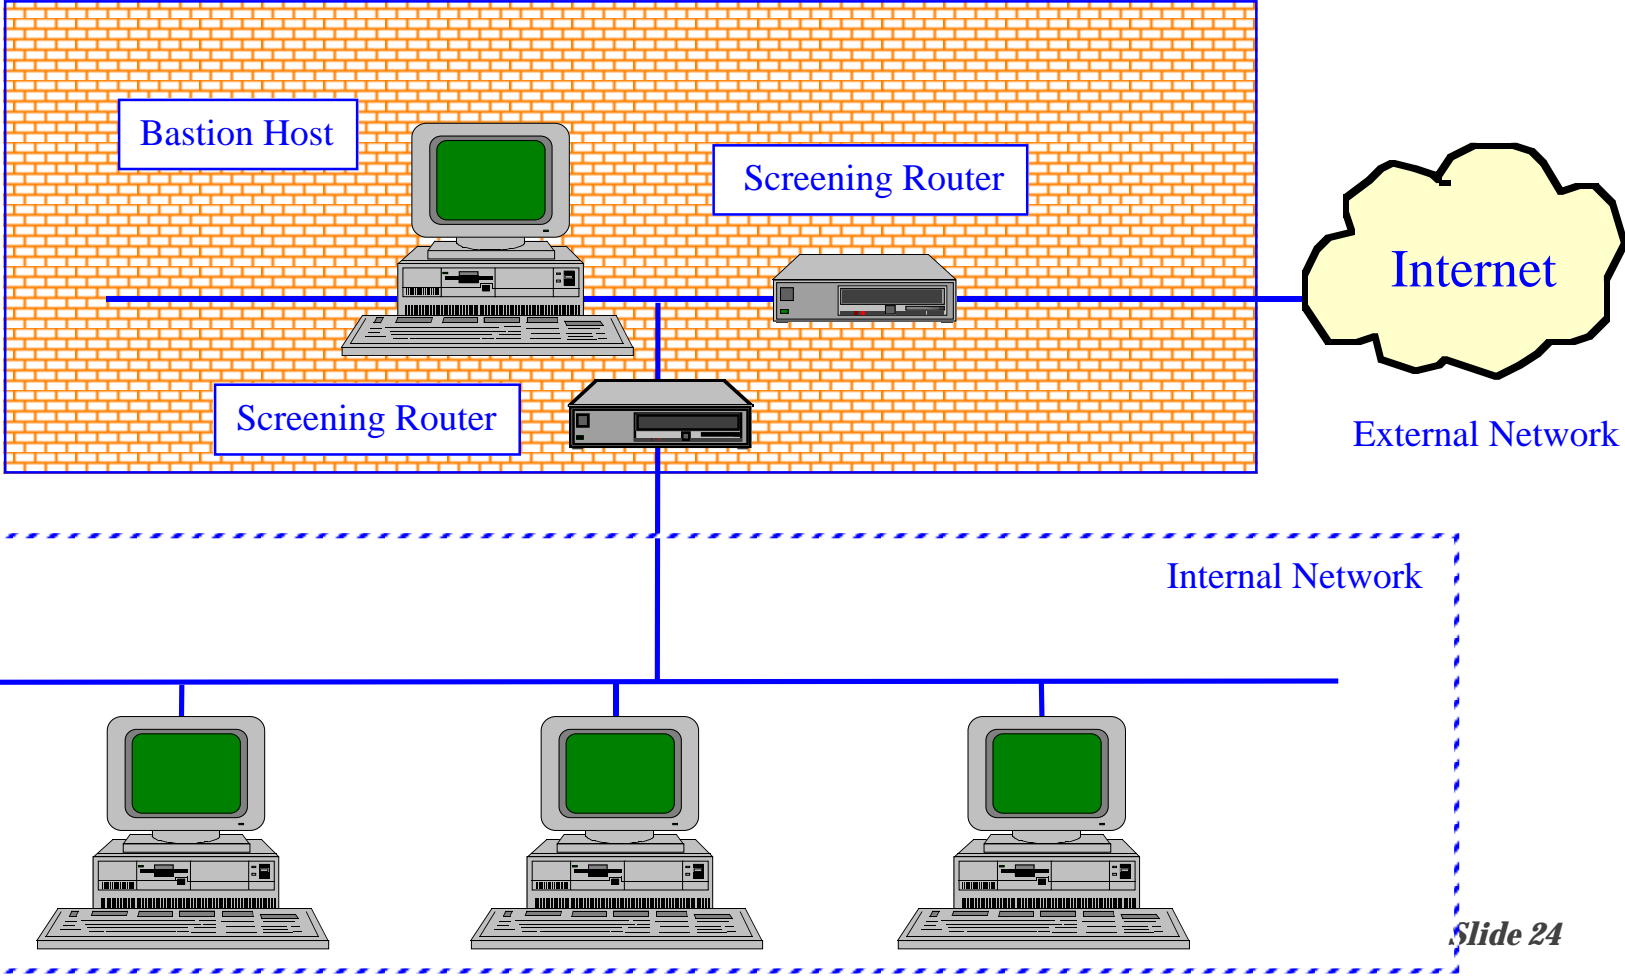 Bastion Host
Screening Router
Internet
Screening Router
External Network
Internal Network
Slide 24